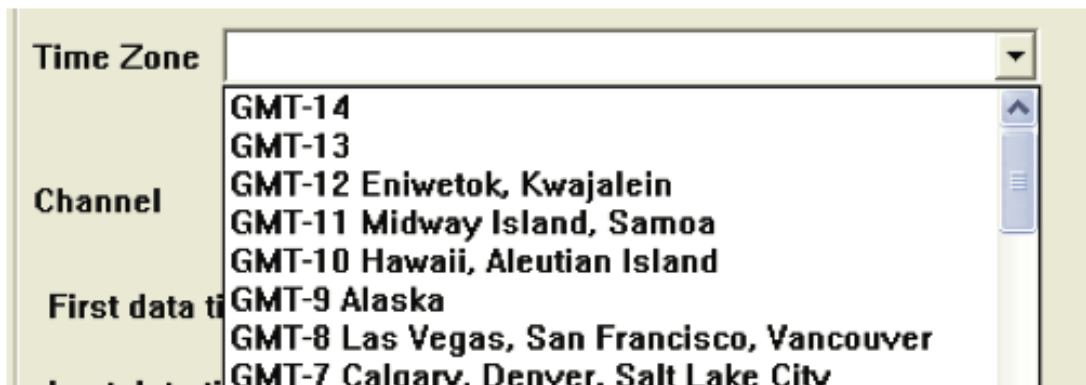 Time Zone
GMT-14
GMT-13
GMT-12 Eniwetok, Kwajalein
Channel
GMT-11 Midway Island, Samoa
GMT-10 Hawaii, Aleutian Island
First data ti
GMT-9 Alaska
GMT-8 Las Vegas, San Francisco, Vancouver
GMT-7 Calgary, Denver, Salt Lake City